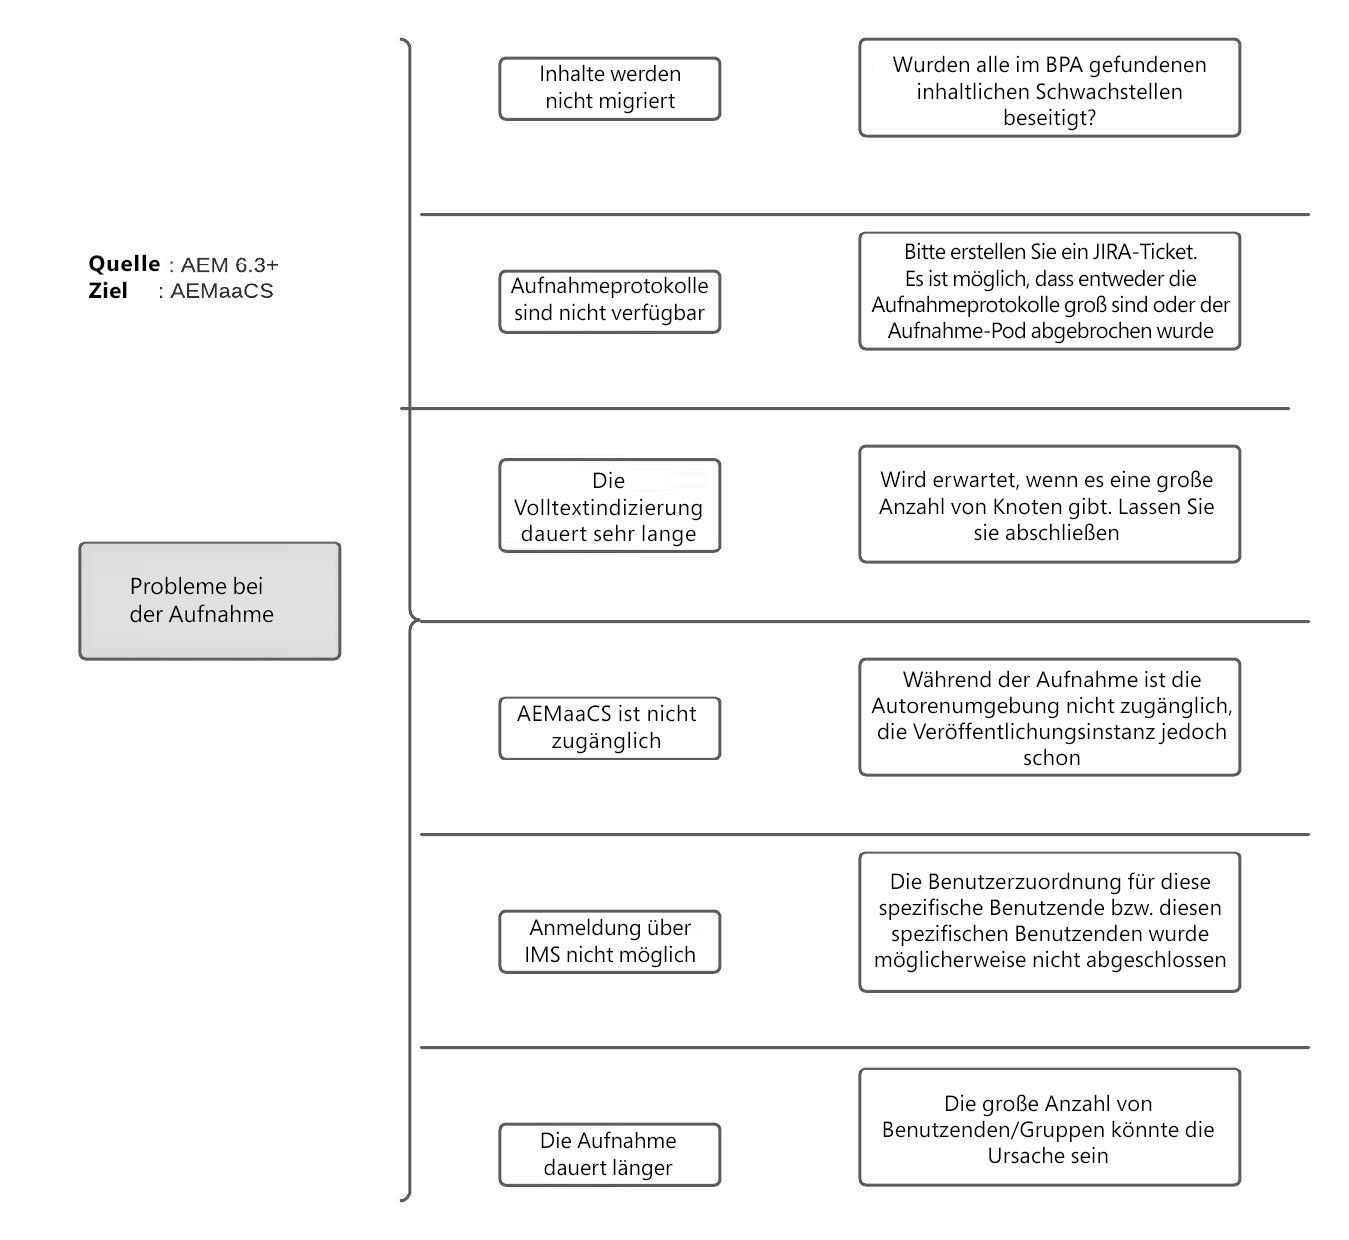 Inhalte werden
nicht migriert
Wurden alle im BPA gefundenen
inhaltlichen Schwachstellen
beseitigt?
Quelle : AEM 6.3+
Ziel : AEMaaCS
Aufnahmeprotokolle
sind nicht verfügbar
Bitte erstellen Sie ein JIRA-Ticket.
Es ist möglich, dass entweder die
Aufnahmeprotokolle groß sind oder der
Aufnahme-Pod abgebrochen wurde
Die
Volltextindizierung
dauert sehr lange
Wird erwartet, wenn es eine große
Anzahl von Knoten gibt. Lassen Sie
sie abschließen
Probleme bei
der Aufnahme
AEMaaCS ist nicht
zugänglich
Während der Aufnahme ist die
Autorenumgebung nicht zugänglich,
die Veröffentlichungsinstanz jedoch
schon
Anmeldung über
IMS nicht möglich
Die Benutzerzuordnung für diese
spezifische Benutzende bzw. diesen
spezifischen Benutzenden wurde
möglicherweise nicht abgeschlossen
Die Aufnahme
dauert länger
Die große Anzahl von
Benutzenden/Gruppen könnte die
Ursache sein